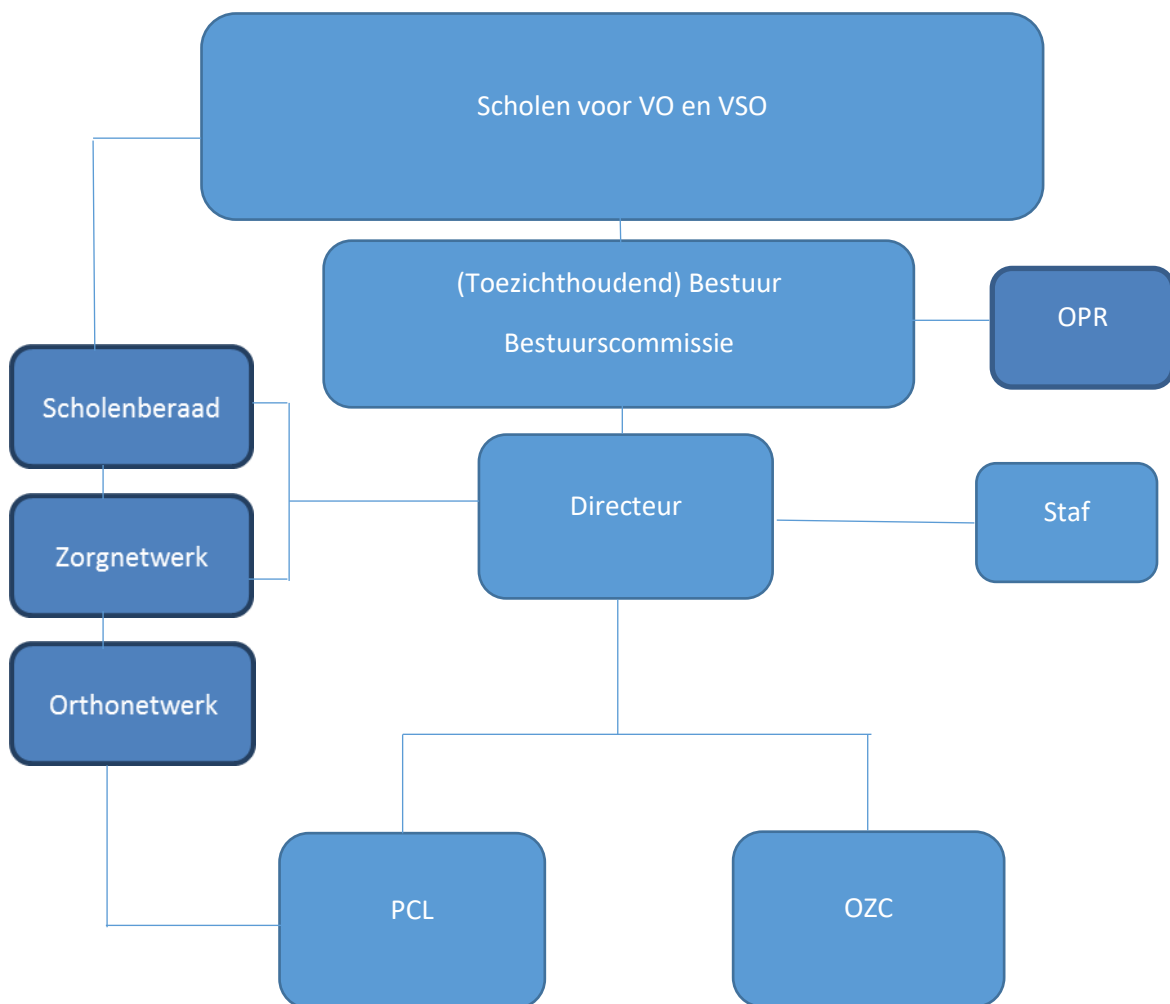 Scholen voor VO en VSO
(Toezichthoudend) Bestuur
Bestuurscommissie
OPR
Scholenberaad
Directeur
Staf
Zorgnetwerk
Orthonetwerk
PCL
OZC